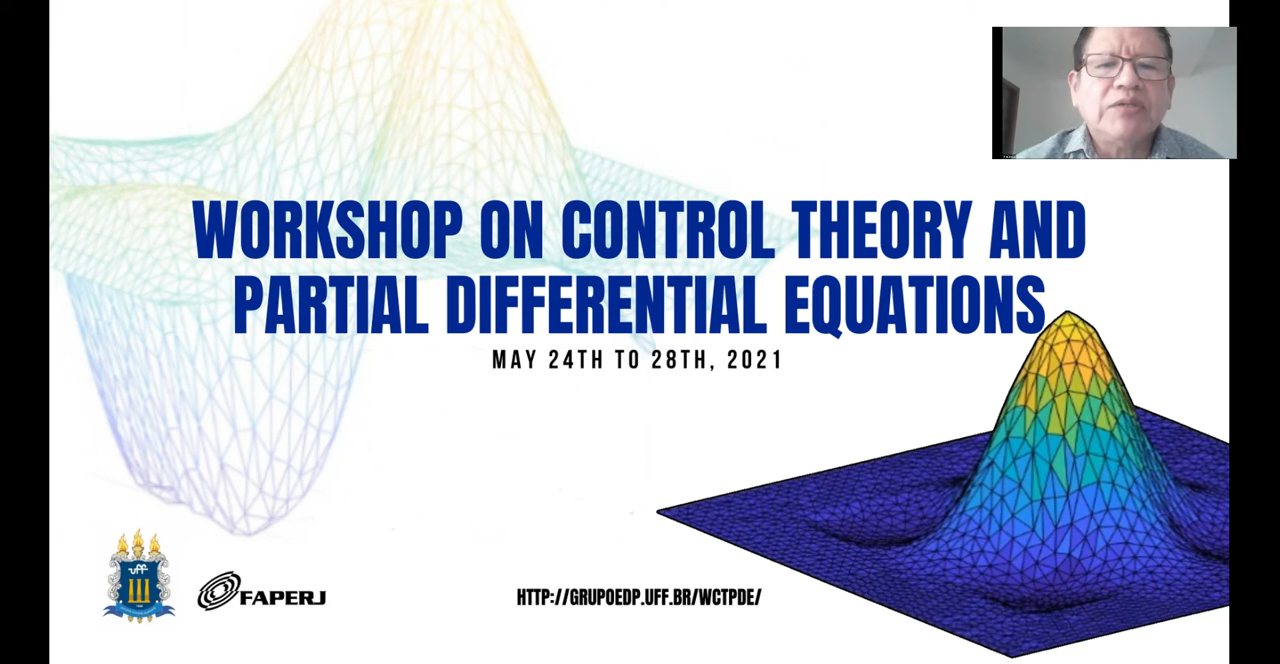 WORKSHOP ON CONTROL THEORY AND
PARTIAL DIFFERENTIAL EQUATIONS
MAY 24TH TO 28TH, 2021
uff
FAPERJ
HTTP://GRUPOEDP.UFF.BR/WCTPDE/